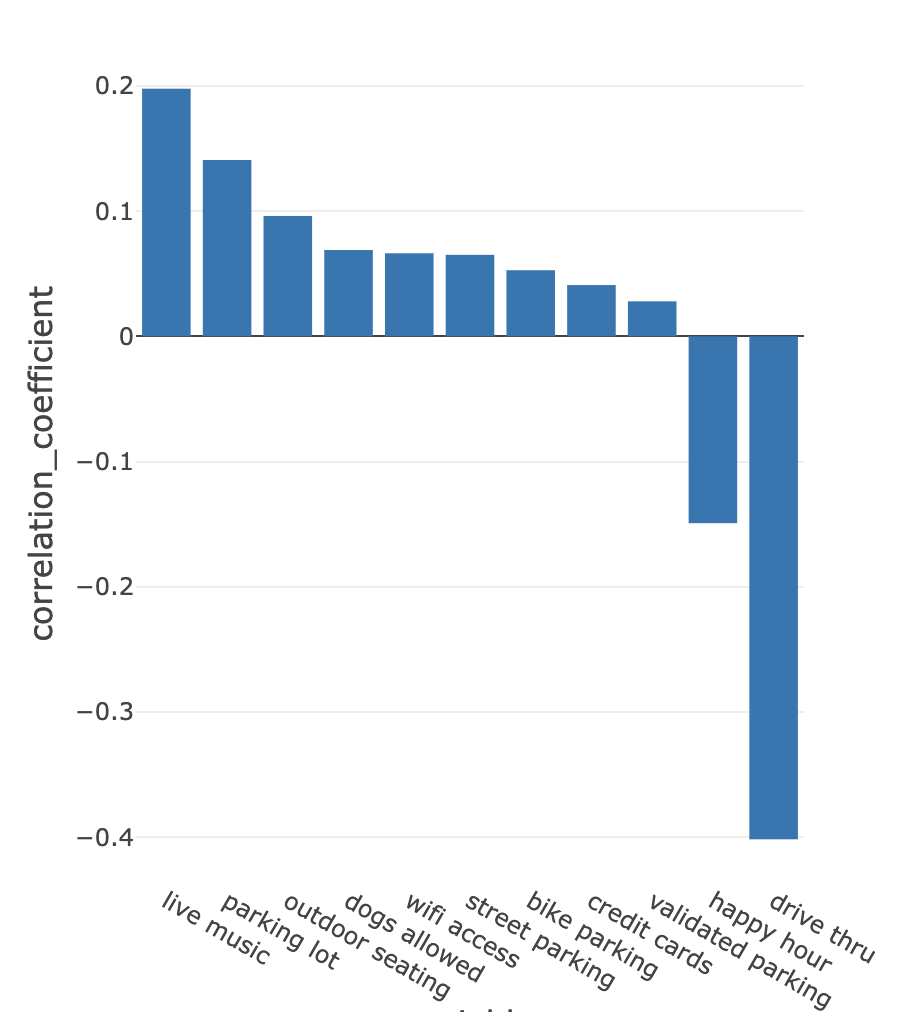 correlation_coefficient
0.2
0.1
0
−0.1
−0.2
−0.3
−0.4
live music
parking lot
outdoor seating
dogs allowed
wifi access
street parking
bike parking
credit cards
validated parking
happy hour
drive thru